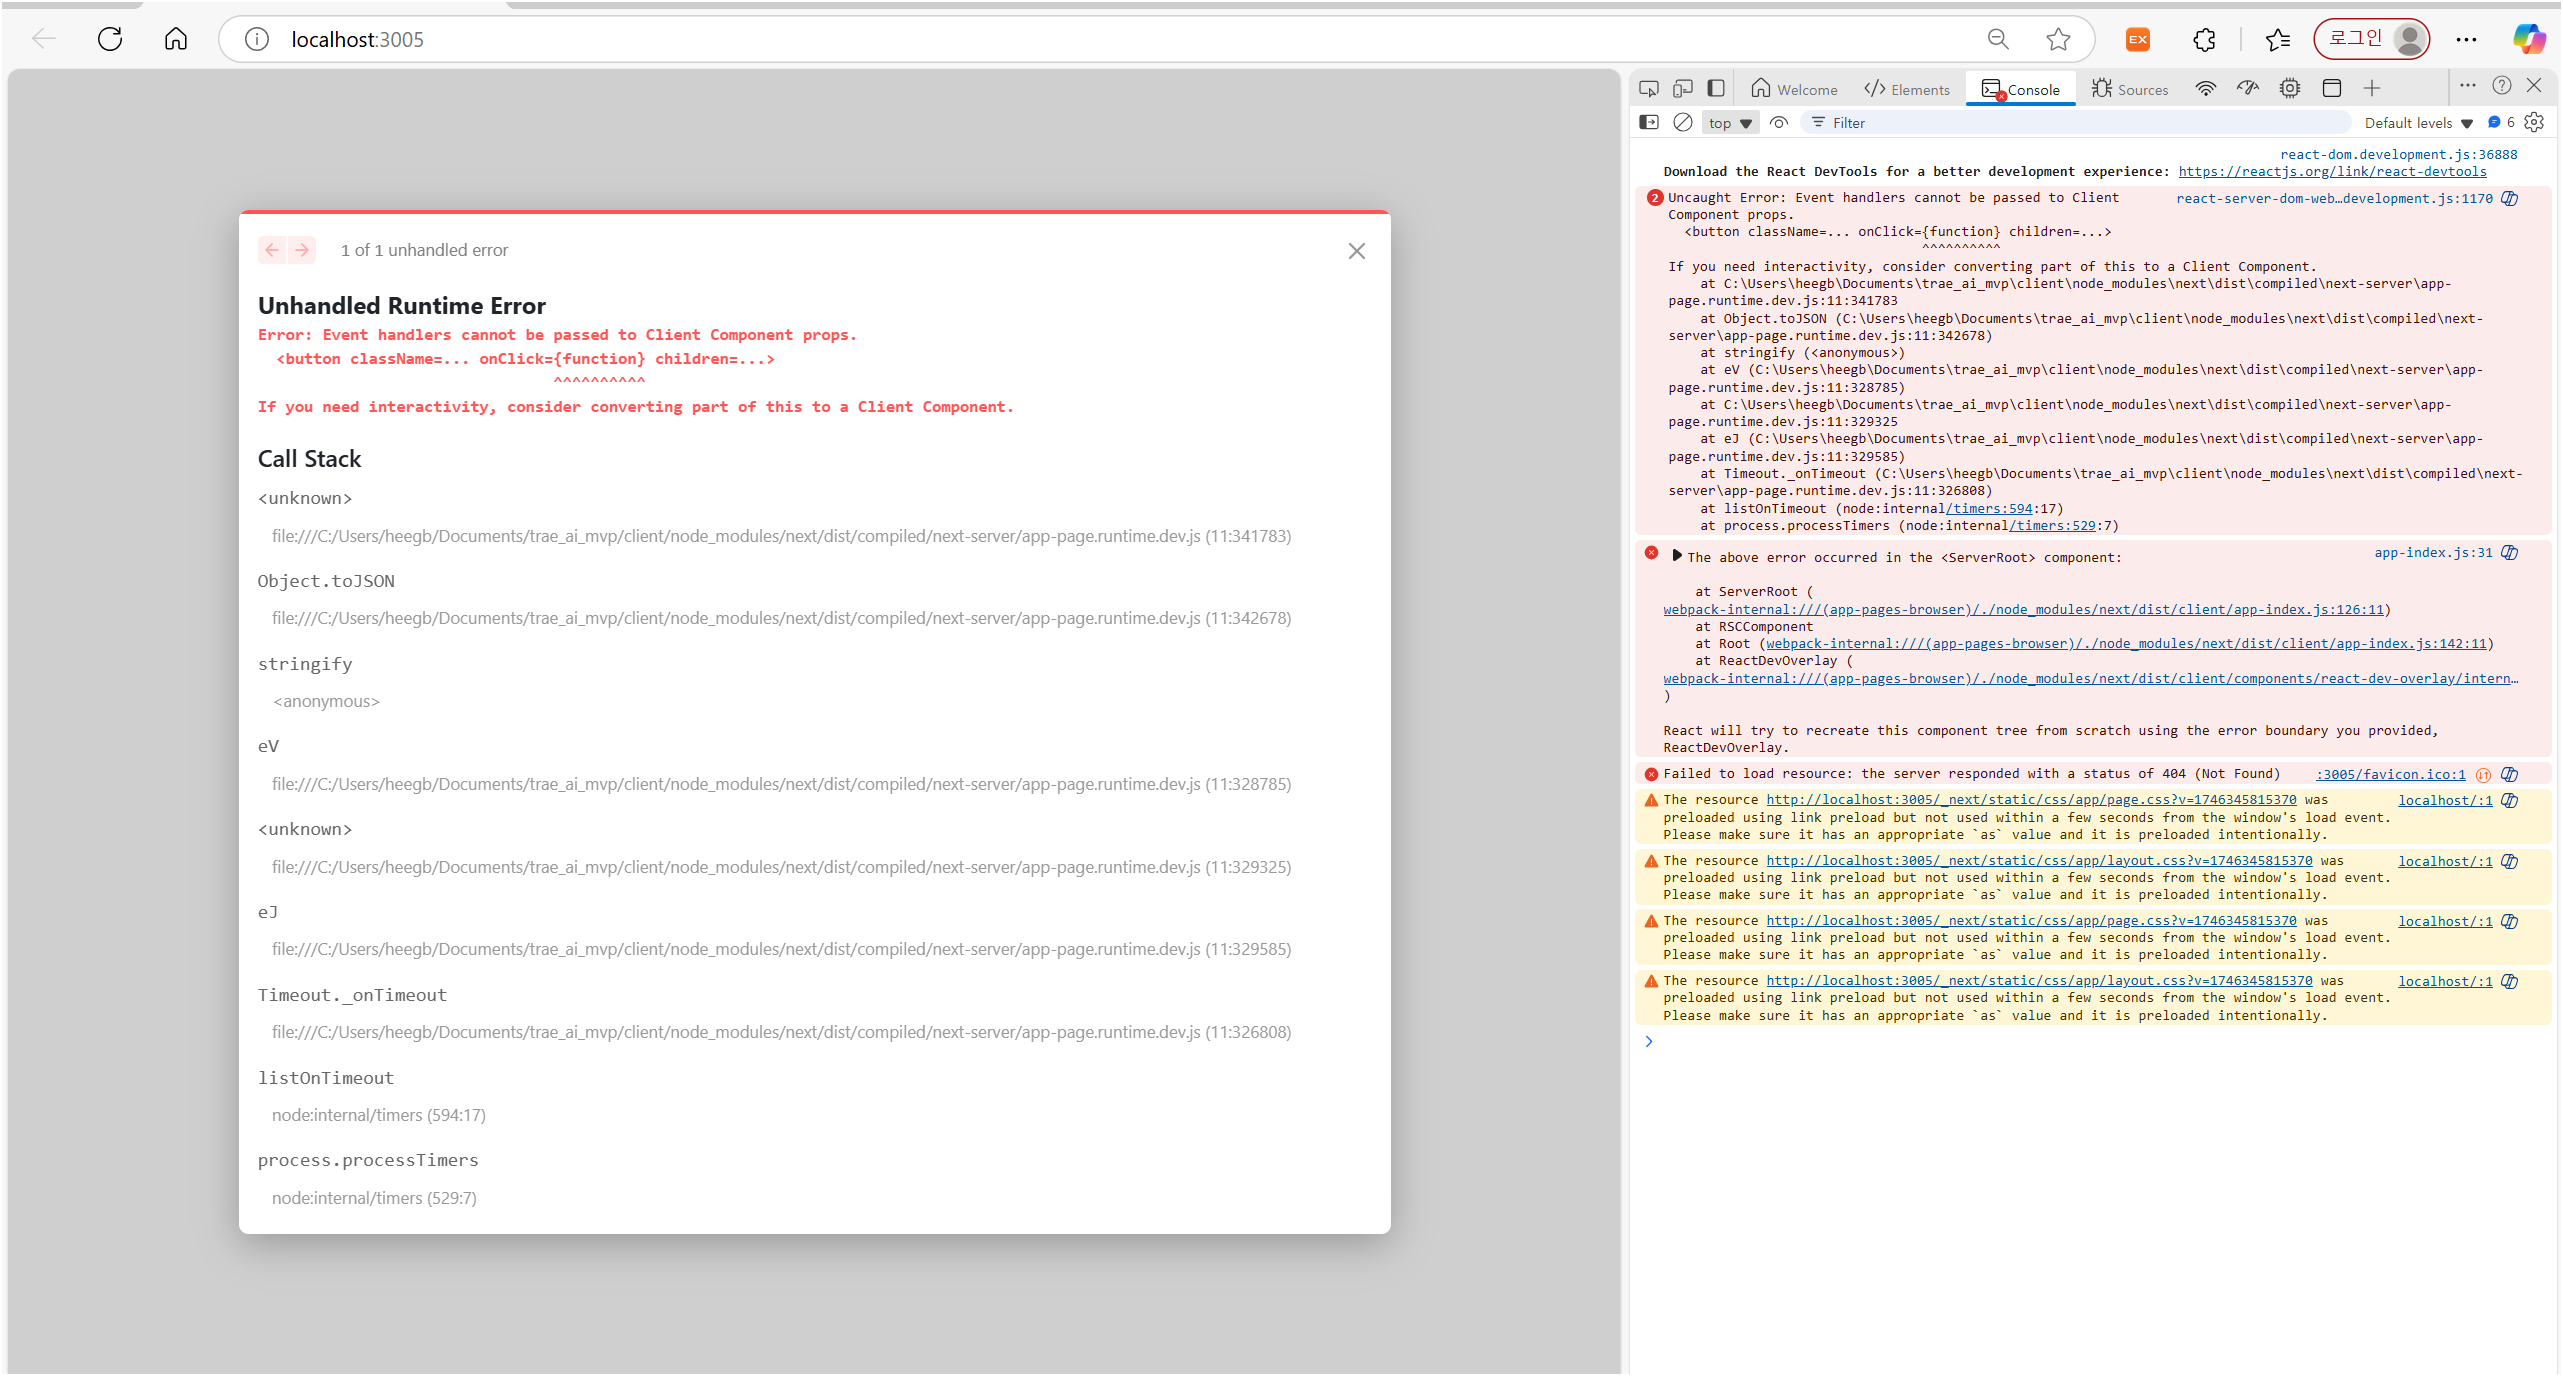 localhost:3005
EX
로그인
1 of 1 unhandled error
Unhandled Runtime Error
Error: Event handlers cannot be passed to Client Component props.
<button className=... onClick={function} children=...>
^^^^^^^^^^
If you need interactivity, consider converting part of this to a Client Component.
Call Stack
<unknown>
file:///C:/Users/heegb/Documents/trae_ai_mvp/client/node_modules/next/dist/compiled/next-server/app-page.runtime.dev.js (11:341783)
Object.toJSON
file:///C:/Users/heegb/Documents/trae_ai_mvp/client/node_modules/next/dist/compiled/next-server/app-page.runtime.dev.js (11:342678)
stringify
<anonymous>
eV
file:///C:/Users/heegb/Documents/trae_ai_mvp/client/node_modules/next/dist/compiled/next-server/app-page.runtime.dev.js (11:328785)
<unknown>
file:///C:/Users/heegb/Documents/trae_ai_mvp/client/node_modules/next/dist/compiled/next-server/app-page.runtime.dev.js (11:329325)
eJ
file:///C:/Users/heegb/Documents/trae_ai_mvp/client/node_modules/next/dist/compiled/next-server/app-page.runtime.dev.js (11:329585)
Timeout._onTimeout
file:///C:/Users/heegb/Documents/trae_ai_mvp/client/node_modules/next/dist/compiled/next-server/app-page.runtime.dev.js (11:326808)
listOnTimeout
node:internal/timers (594:17)
process.processTimers
node:internal/timers (529:7)
Welcome Elements Console Sources
top Filter Default levels 6
react-dom.development.js:36888
Download the React DevTools for a better development experience: https://reactjs.org/link/react-devtools
2 Uncaught Error: Event handlers cannot be passed to Client react-server-dom-web…development.js:1170
Component props.
<button className=... onClick={function} children=...>
^^^^^^^^^^
If you need interactivity, consider converting part of this to a Client Component.
at C:\Users\heegb\Documents\trae_ai_mvp\client\node_modules\next\dist\compiled\next-server\app-
page.runtime.dev.js:11:341783
at Object.toJSON (C:\Users\heegb\Documents\trae_ai_mvp\client\node_modules\next\dist\compiled\next-
server\app-page.runtime.dev.js:11:342678)
at stringify (<anonymous>)
at eV (C:\Users\heegb\Documents\trae_ai_mvp\client\node_modules\next\dist\compiled\next-server\app-
page.runtime.dev.js:11:328785)
at C:\Users\heegb\Documents\trae_ai_mvp\client\node_modules\next\dist\compiled\next-server\app-
page.runtime.dev.js:11:329325
at eJ (C:\Users\heegb\Documents\trae_ai_mvp\client\node_modules\next\dist\compiled\next-server\app-
page.runtime.dev.js:11:329585)
at Timeout._onTimeout (C:\Users\heegb\Documents\trae_ai_mvp\client\node_modules\next\dist\compiled\next-
server\app-page.runtime.dev.js:11:326808)
at listOnTimeout (node:internal/timers:594:17)
at process.processTimers (node:internal/timers:529:7)
The above error occurred in the <ServerRoot> component: app-index.js:31
at ServerRoot (
webpack-internal:///(app-pages-browser)/./node_modules/next/dist/client/app-index.js:126:11)
at RSCComponent
at Root (webpack-internal:///(app-pages-browser)/./node_modules/next/dist/client/app-index.js:142:11)
at ReactDevOverlay (
webpack-internal:///(app-pages-browser)/./node_modules/next/dist/client/components/react-dev-overlay/intern…
)
React will try to recreate this component tree from scratch using the error boundary you provided,
ReactDevOverlay.
Failed to load resource: the server responded with a status of 404 (Not Found) :3005/favicon.ico:1
The resource http://localhost:3005/_next/static/css/app/page.css?v=1746345815370 was localhost/:1
preloaded using link preload but not used within a few seconds from the window's load event.
Please make sure it has an appropriate `as` value and it is preloaded intentionally.
The resource http://localhost:3005/_next/static/css/app/layout.css?v=1746345815370 was localhost/:1
preloaded using link preload but not used within a few seconds from the window's load event.
Please make sure it has an appropriate `as` value and it is preloaded intentionally.
The resource http://localhost:3005/_next/static/css/app/page.css?v=1746345815370 was localhost/:1
preloaded using link preload but not used within a few seconds from the window's load event.
Please make sure it has an appropriate `as` value and it is preloaded intentionally.
The resource http://localhost:3005/_next/static/css/app/layout.css?v=1746345815370 was localhost/:1
preloaded using link preload but not used within a few seconds from the window's load event.
Please make sure it has an appropriate `as` value and it is preloaded intentionally.